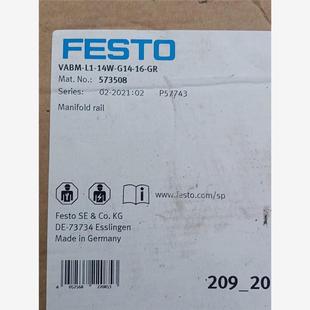 FESTO
VABM-L1-14W-G14-16-GR
Mat. No.: 573508
Series: 02-2021:02 P57743
Manifold rail
www.festo.com/sp
Festo SE & Co. KG
DE-73734 Esslingen
Made in Germany
209_20